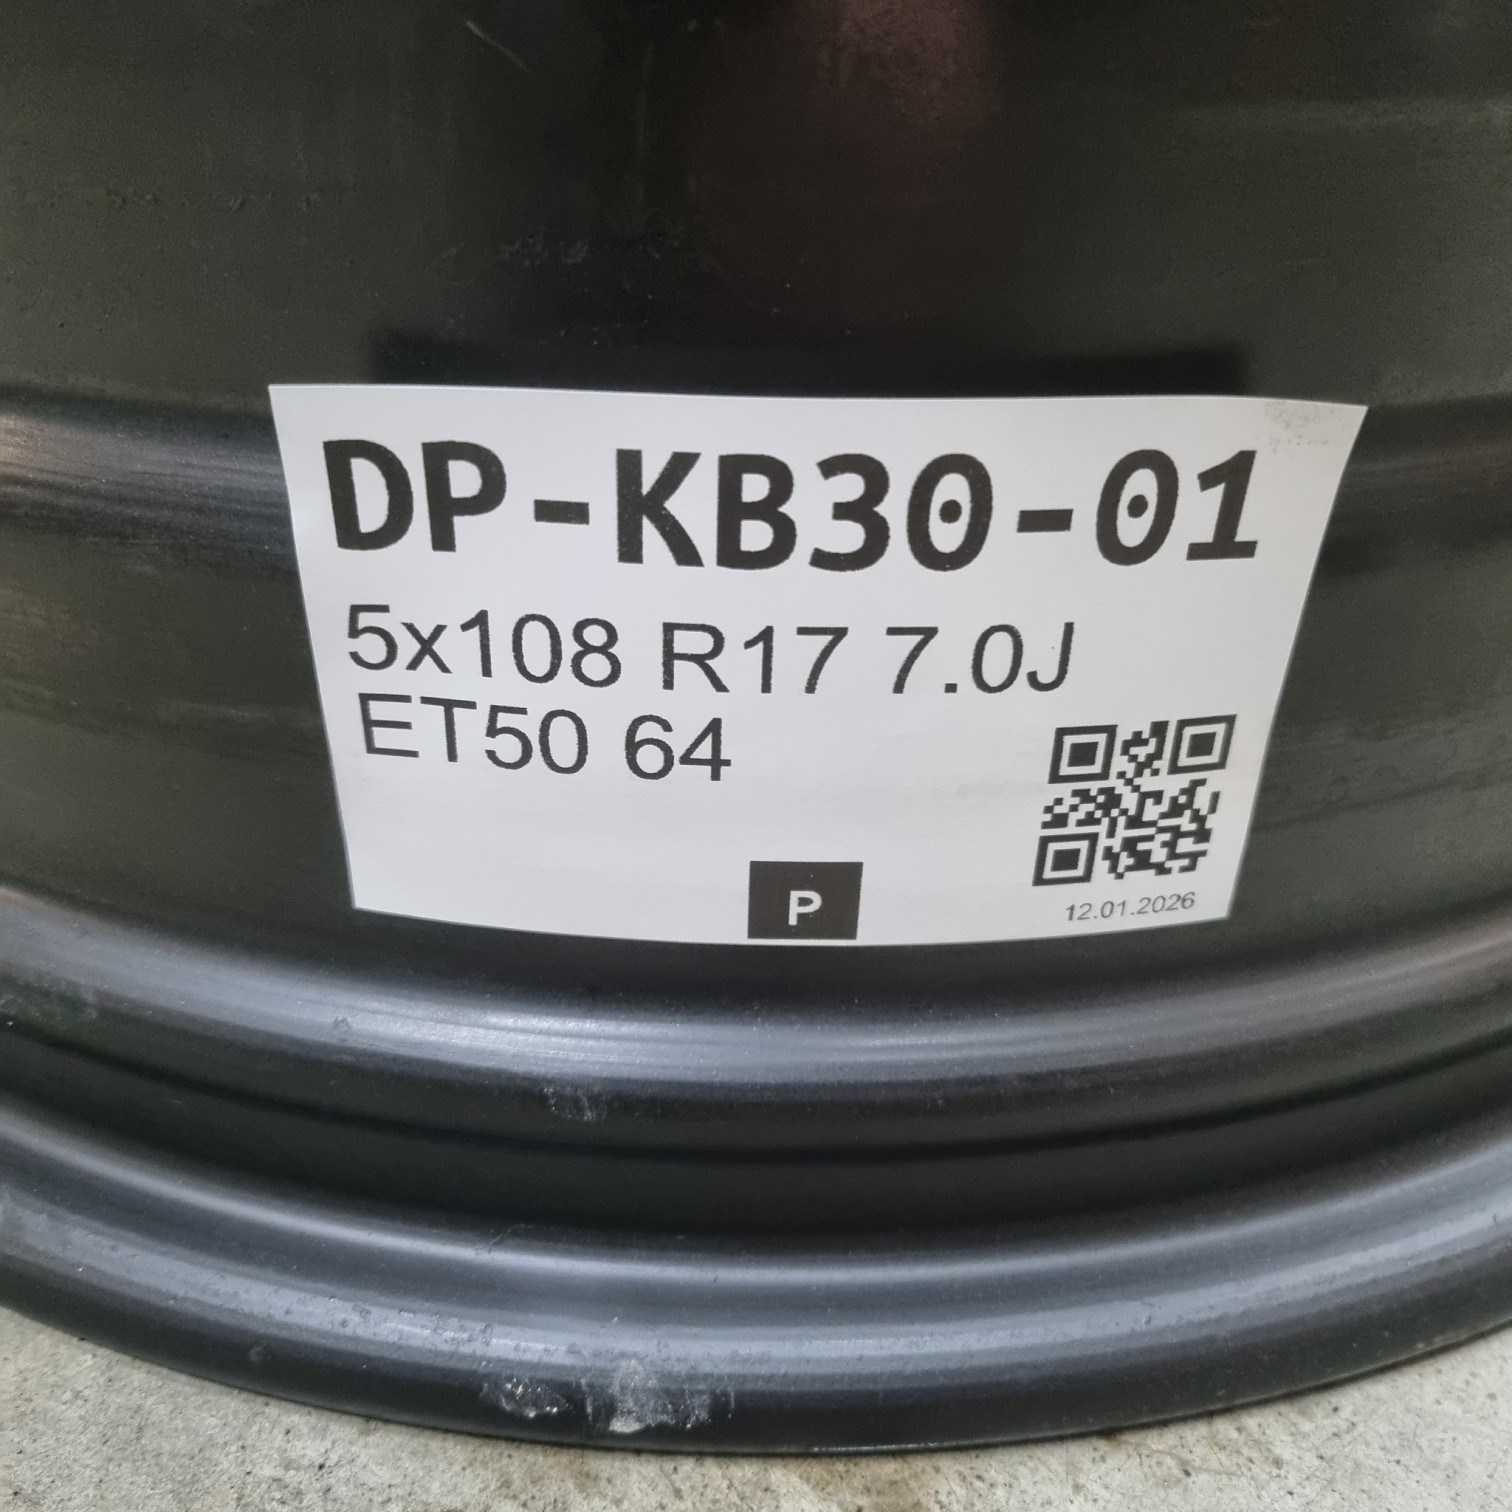 DP-KB30-01
5x108 R17 7.0J
ET50 64
P
12.01.2026